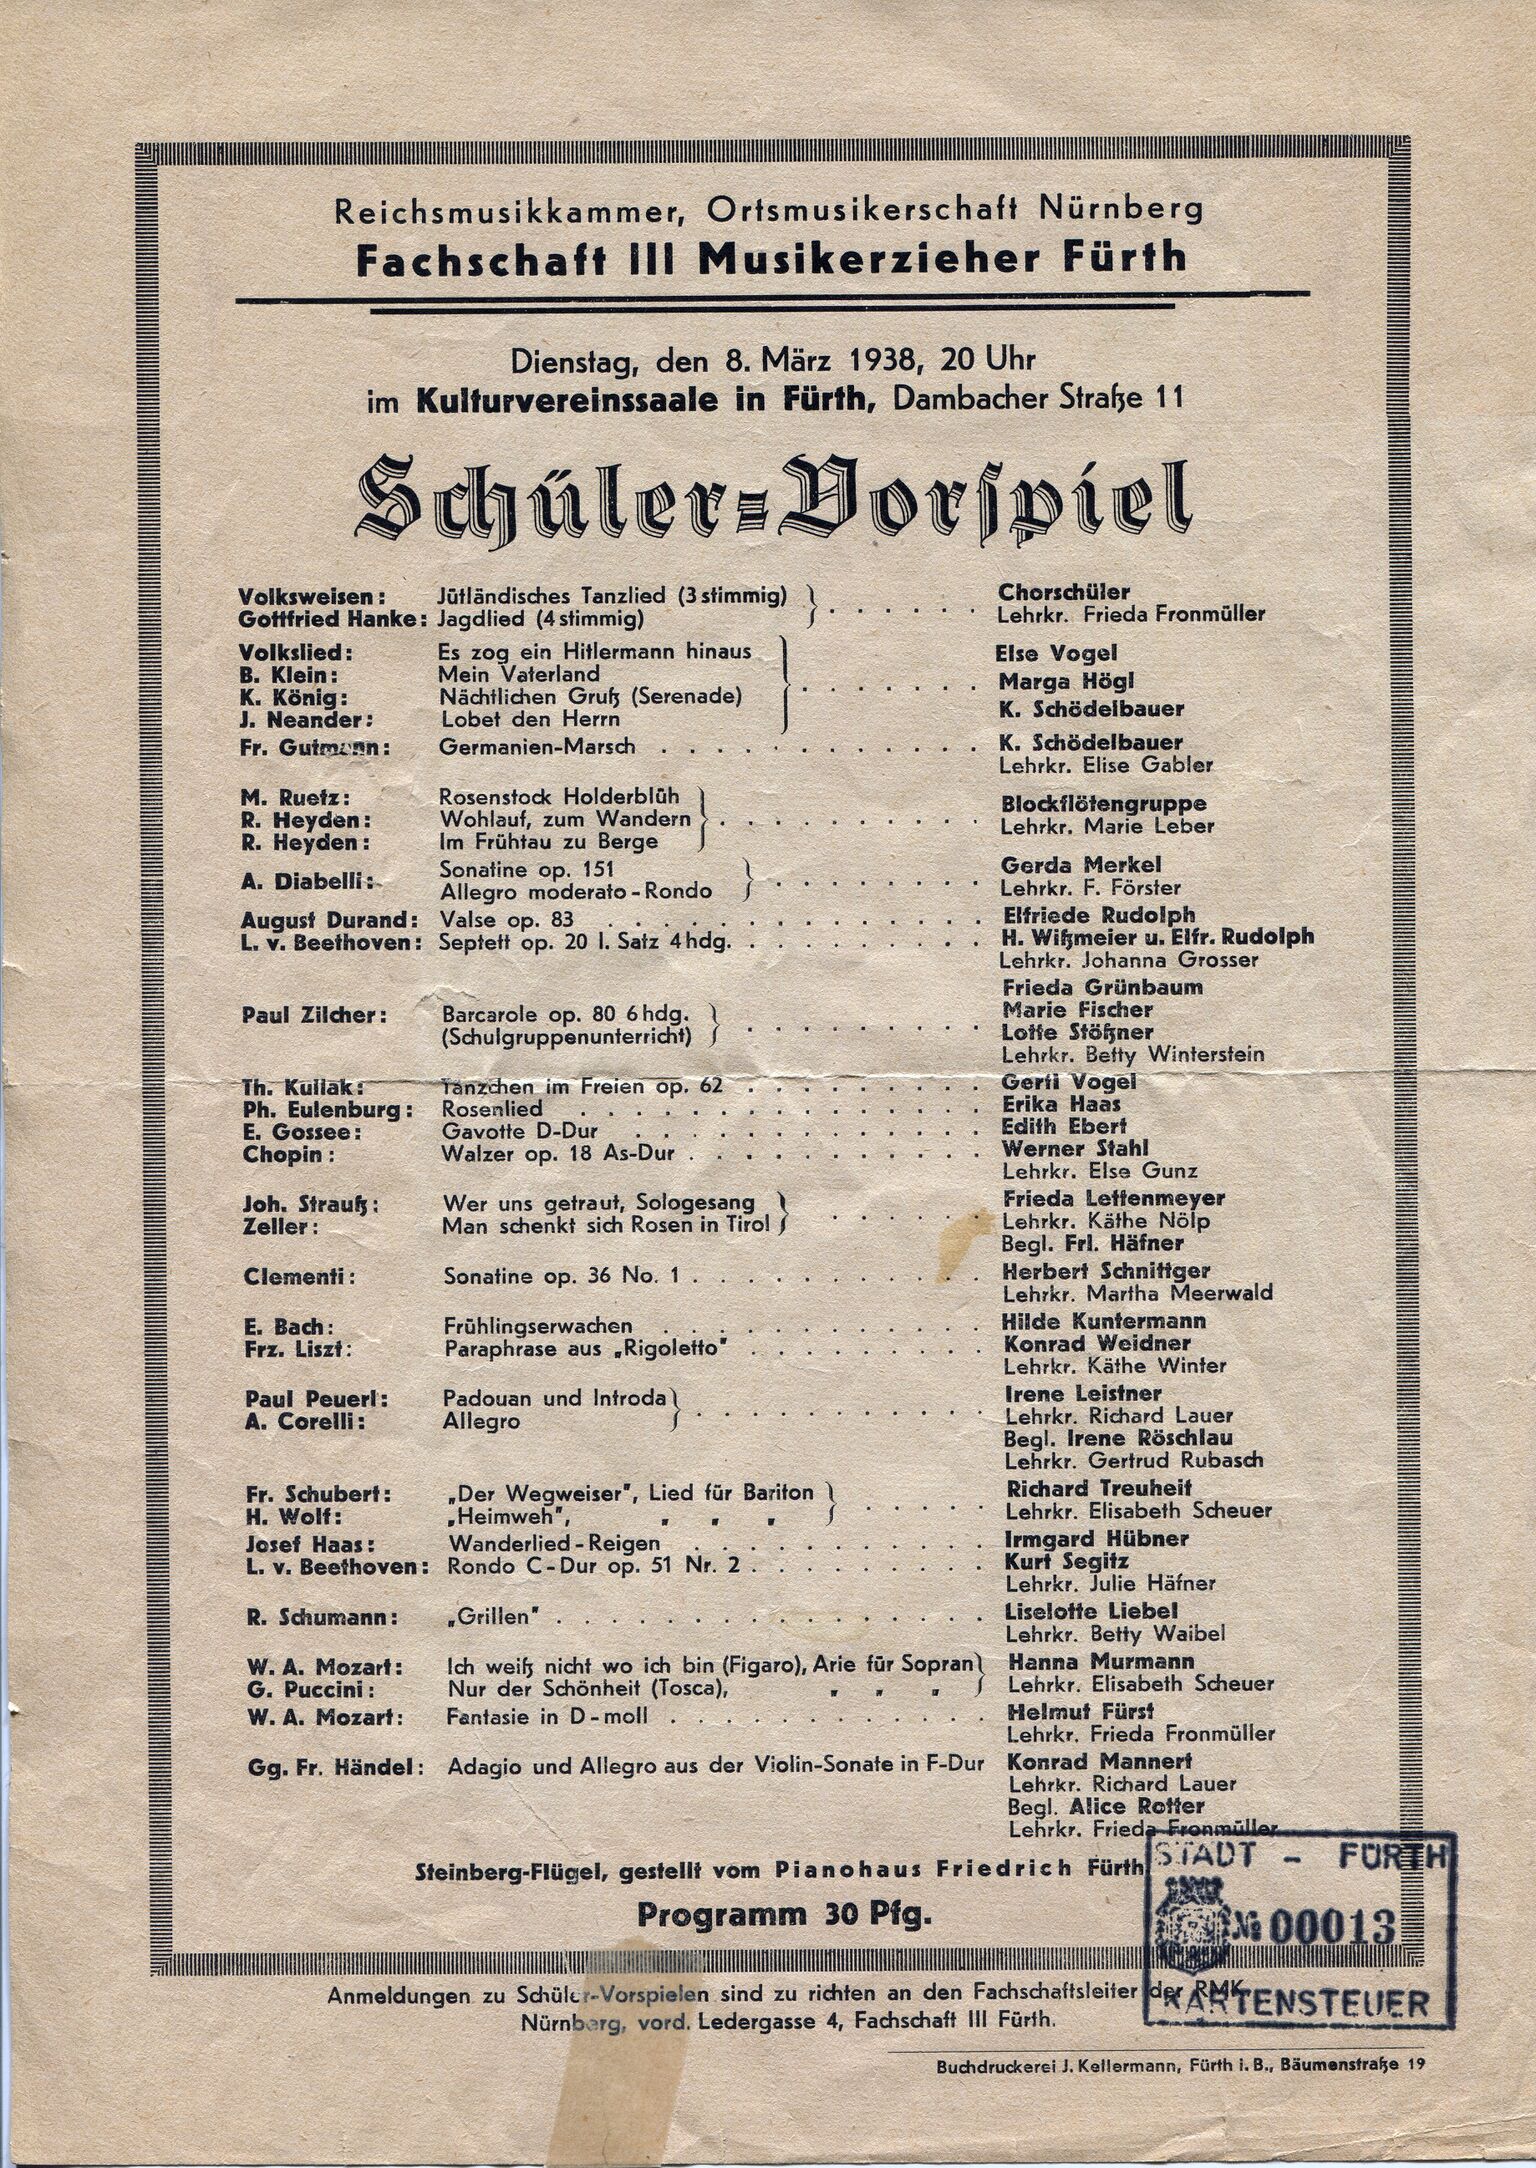 Reichsmusikkammer, Ortsmusikerschaft Nürnberg
Fachschaft III Musikerzieher Fürth
Dienstag, den 8. März 1938, 20 Uhr
im Kulturvereinssaale in Fürth, Dambacher Straße 11
Schüler=Vorspiel
Volksweisen: Jütländisches Tanzlied (3 stimmig) } . . . . . . Chorschüler
Gottfried Hanke: Jagdlied (4 stimmig) Lehrkr. Frieda Fronmüller
Volkslied: Es zog ein Hitlermann hinaus Else Vogel
B. Klein: Mein Vaterland } . . . . . . . Marga Högl
K. König: Nächtlichen Gruß (Serenade) K. Schödelbauer
J. Neander: Lobet den Herrn
Fr. Gutmann: Germanien-Marsch . . . . . . . . . . . . K. Schödelbauer
Lehrkr. Elise Gabler
M. Ruetz: Rosenstock Holderblüh Blockflötengruppe
R. Heyden: Wohlauf, zum Wandern } . . . . . . . . . . Lehrkr. Marie Leber
R. Heyden: Im Frühtau zu Berge
A. Diabelli: Sonatine op. 151 } . . . . . . . . Gerda Merkel
Allegro moderato - Rondo Lehrkr. F. Förster
August Durand: Valse op. 83 . . . . . . . . . . . . . . Elfriede Rudolph
L. v. Beethoven: Septett op. 20 I. Satz 4 hdg. . . . . . . . . . H. Wißmeier u. Elfr. Rudolph
Lehrkr. Johanna Grosser
Frieda Grünbaum
Paul Zilcher: Barcarole op. 80 6 hdg. } . . . . . . . . . Marie Fischer
(Schulgruppenunterricht) Lotte Stößner
Lehrkr. Betty Winterstein
Th. Kullak: Tänzchen im Freien op. 62 . . . . . . . . . Gertl Vogel
Ph. Eulenburg: Rosenlied . . . . . . . . . . . . . . . Erika Haas
E. Gossee: Gavotte D-Dur . . . . . . . . . . . . . Edith Ebert
Chopin: Walzer op. 18 As-Dur . . . . . . . . . . . Werner Stahl
Lehrkr. Else Gunz
Joh. Strauß: Wer uns getraut, Sologesang } . . . . . . Frieda Lettenmeyer
Zeller: Man schenkt sich Rosen in Tirol Lehrkr. Käthe Nölp
Begl. Frl. Häfner
Clementi: Sonatine op. 36 No. 1 . . . . . . . . . . . Herbert Schnittger
Lehrkr. Martha Meerwald
E. Bach: Frühlingserwachen . . . . . . . . . . . . Hilde Kuntermann
Frz. Liszt: Paraphrase aus „Rigoletto" . . . . . . . . . Konrad Weidner
Lehrkr. Käthe Winter
Paul Peuerl: Padouan und Introda } . . . . . . . . . . . Irene Leistner
A. Corelli: Allegro Lehrkr. Richard Lauer
Begl. Irene Röschlau
Lehrkr. Gertrud Rubasch
Fr. Schubert: „Der Wegweiser", Lied für Bariton } . . . . . Richard Treuheit
H. Wolf: „Heimweh", „ „ „ Lehrkr. Elisabeth Scheuer
Josef Haas: Wanderlied - Reigen . . . . . . . . . . . Irmgard Hübner
L. v. Beethoven: Rondo C-Dur op. 51 Nr. 2 . . . . . . . . . Kurt Segitz
Lehrkr. Julie Häfner
R. Schumann: „Grillen" . . . . . . . . . . . . . . . . Liselotte Liebel
Lehrkr. Betty Waibel
W. A. Mozart: Ich weiß nicht wo ich bin (Figaro), Arie für Sopran } Hanna Murmann
G. Puccini: Nur der Schönheit (Tosca), „ „ „ Lehrkr. Elisabeth Scheuer
W. A. Mozart: Fantasie in D-moll . . . . . . . . . . . . Helmut Fürst
Lehrkr. Frieda Fronmüller
Gg. Fr. Händel: Adagio und Allegro aus der Violin-Sonate in F-Dur Konrad Mannert
Lehrkr. Richard Lauer
Begl. Alice Rotter
Lehrkr. Frieda Fronmüller
Steinberg-Flügel, gestellt vom Pianohaus Friedrich Fürth
Programm 30 Pfg.
STADT - FÜRTH
No 00013
KARTENSTEUER
Anmeldungen zu Schüler-Vorspielen sind zu richten an den Fachschaftsleiter der RMK
Nürnberg, vord. Ledergasse 4, Fachschaft III Fürth.
Buchdruckerei J. Kellermann, Fürth i. B., Bäumenstraße 19